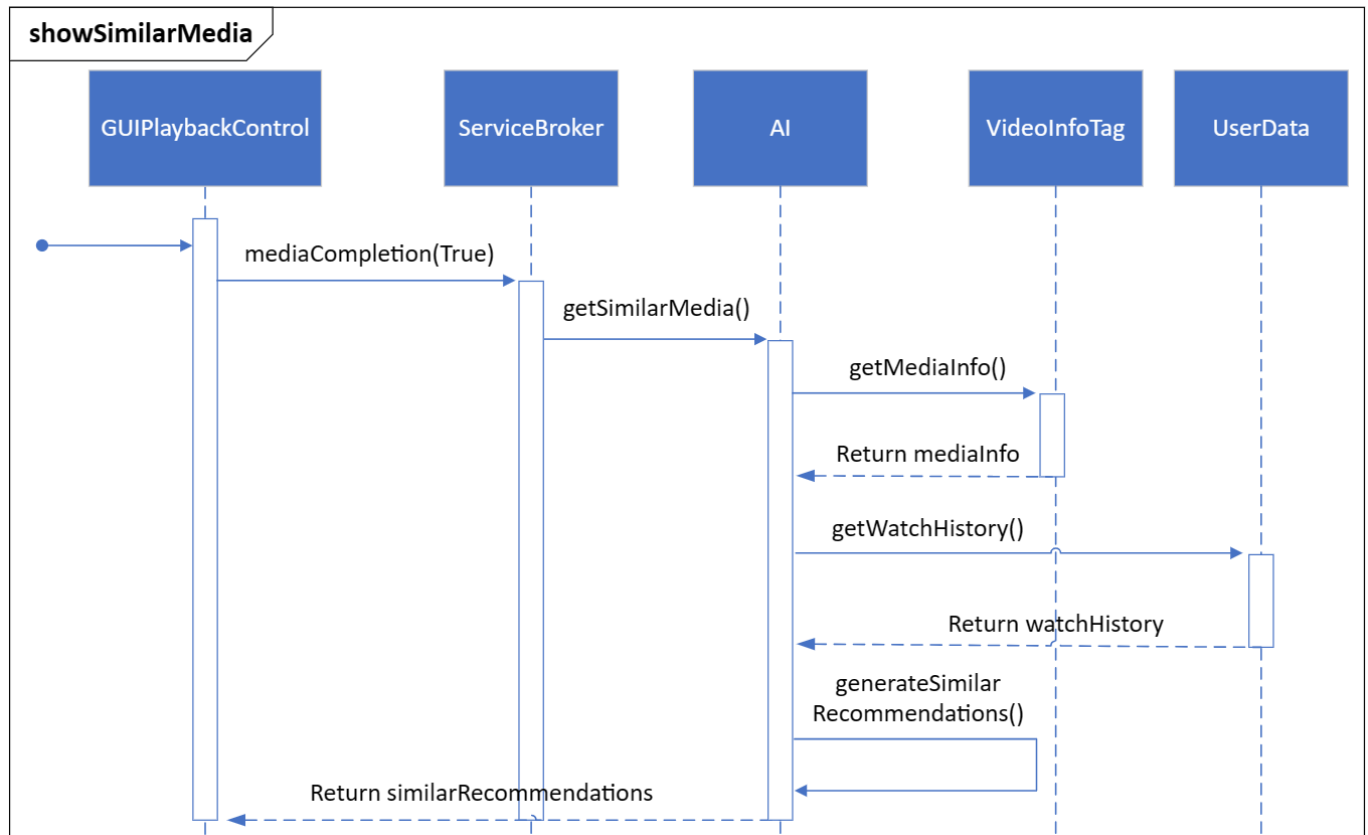 showSimilarMedia
GUIPlaybackControl
ServiceBroker
AI
VideoInfoTag
UserData
mediaCompletion(True)
getSimilarMedia()
getMediaInfo()
Return mediaInfo
getWatchHistory()
Return watchHistory
generateSimilar
Recommendations()
Return similarRecommendations